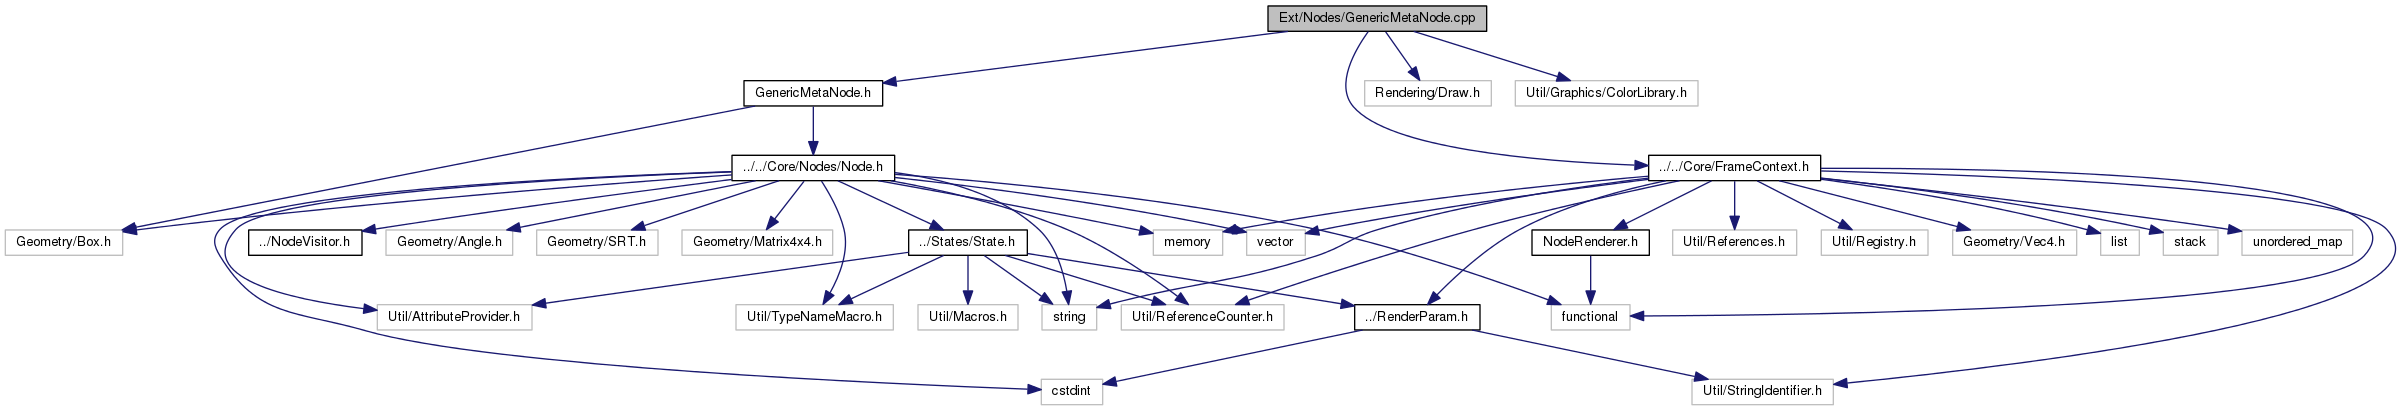 Ext/Nodes/GenericMetaNode.cpp
GenericMetaNode.h
Rendering/Draw.h
Util/Graphics/ColorLibrary.h
../../Core/Nodes/Node.h
../../Core/FrameContext.h
Geometry/Box.h
../NodeVisitor.h
Geometry/Angle.h
Geometry/SRT.h
Geometry/Matrix4x4.h
../States/State.h
memory
vector
NodeRenderer.h
Util/References.h
Util/Registry.h
Geometry/Vec4.h
list
stack
unordered_map
Util/AttributeProvider.h
Util/TypeNameMacro.h
Util/Macros.h
string
Util/ReferenceCounter.h
../RenderParam.h
functional
cstdint
Util/StringIdentifier.h